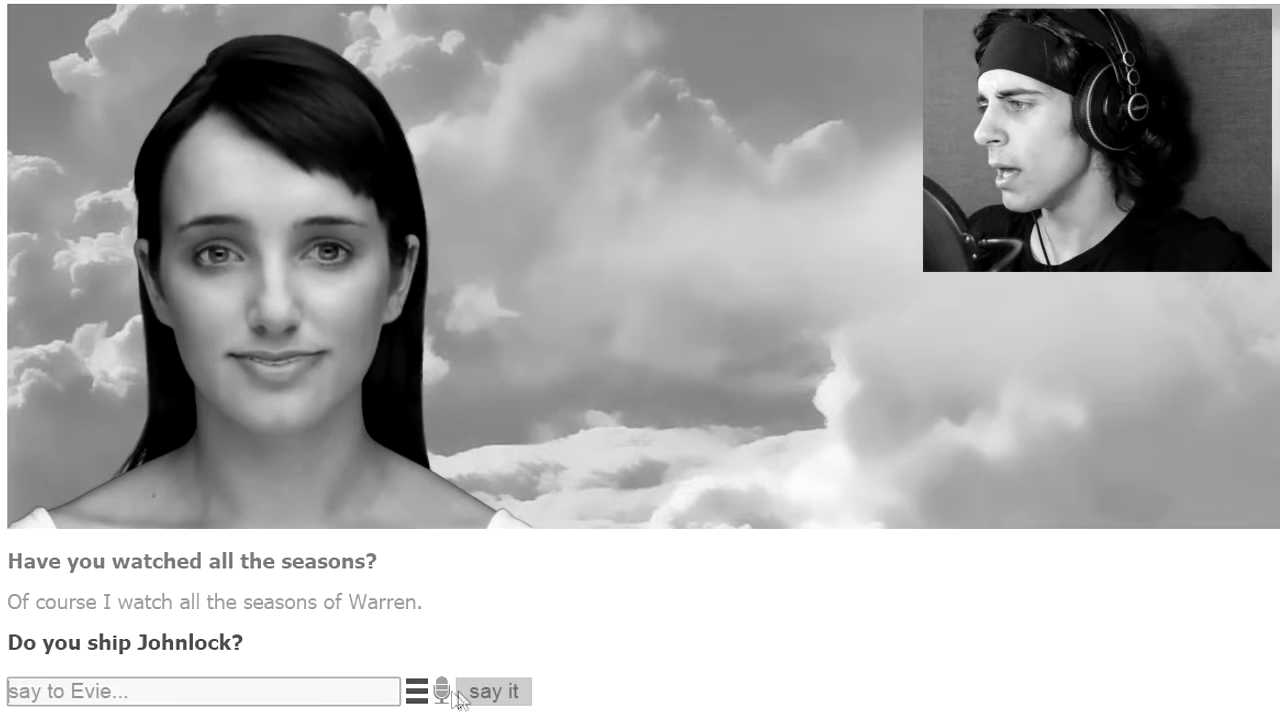 Have you watched all the seasons?
Of course I watch all the seasons of Warren.
Do you ship Johnlock?
say to Evie... say it